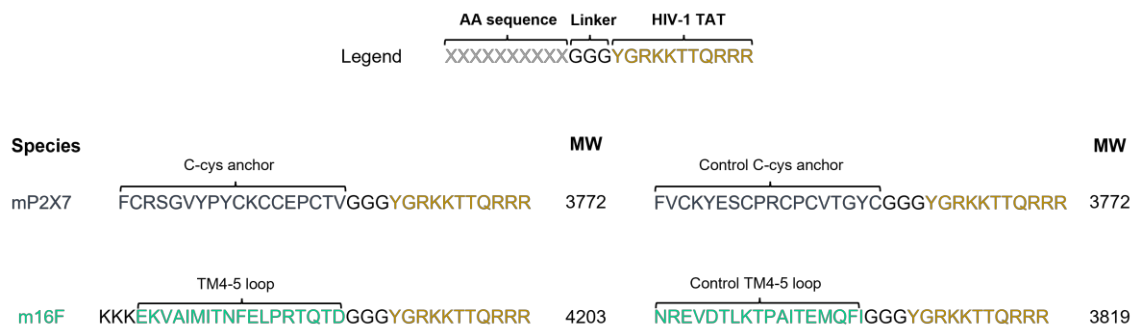 AA sequence Linker HIV-1 TAT
Legend XXXXXXXXXXGGGYGRKKTTQRRR
Species MW MW
C-cys anchor Control C-cys anchor
mP2X7 FCRSGVYPYCKCCEPCTVGGGYGRKKTTQRRR 3772 FVCKYESCPRCPCVTGYCGGGYGRKKTTQRRR 3772
TM4-5 loop Control TM4-5 loop
m16F KKKEKVAIMITNFELPRTQTDGGGYGRKKTTQRRR 4203 NREVDTLKTPAITEMQFIGGGYGRKKTTQRRR 3819